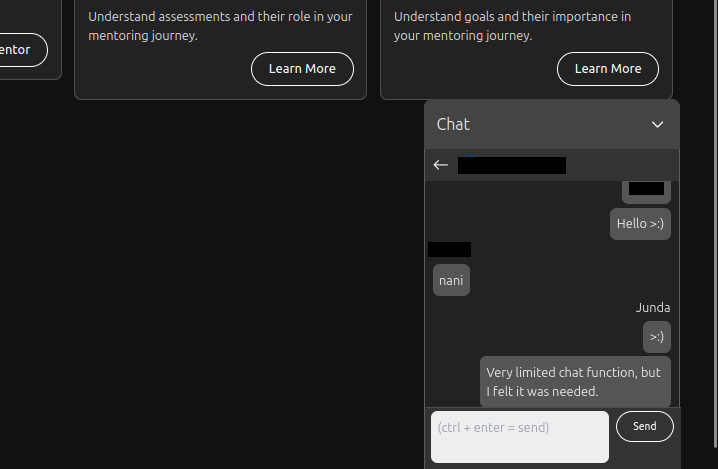 Understand assessments and their role in your
mentoring journey.
Learn More
Understand goals and their importance in
your mentoring journey.
Learn More
entor
Chat
Hello >:)
nani
Junda
>:)
Very limited chat function, but
I felt it was needed.
(ctrl + enter = send)
Send